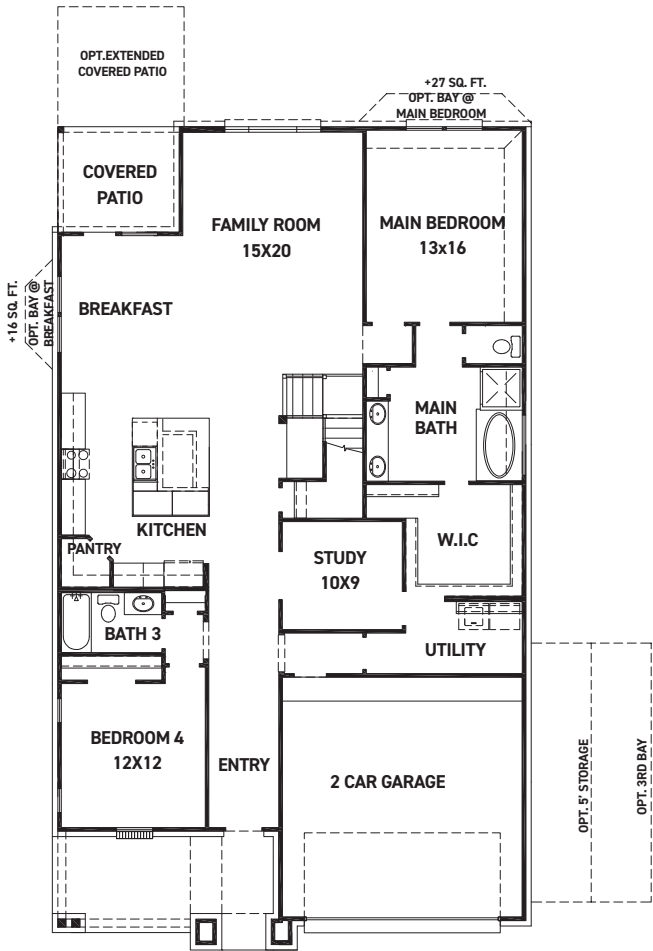 OPT.EXTENDED
COVERED PATIO
+27 SQ. FT.
OPT. BAY @
MAIN BEDROOM
COVERED
PATIO
FAMILY ROOM
15X20
MAIN BEDROOM
13x16
+16 SQ. FT.
OPT. BAY @
BREAKFAST
BREAKFAST
MAIN
BATH
KITCHEN
PANTRY
STUDY
10X9
W.I.C
BATH 3
UTILITY
BEDROOM 4
12X12
ENTRY
2 CAR GARAGE
OPT. 5' STORAGE
OPT. 3RD BAY